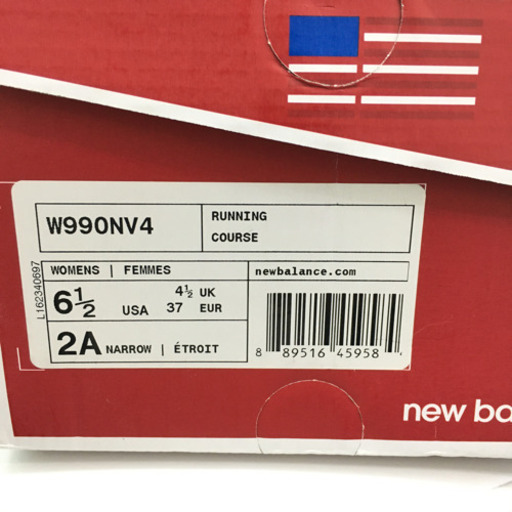 W990NV4
RUNNING
COURSE
WOMENS | FEMMES
newbalance.com
6½ USA 4½ UK
37 EUR
2A NARROW | ÉTROIT
8 89516 45958
L162340697
new